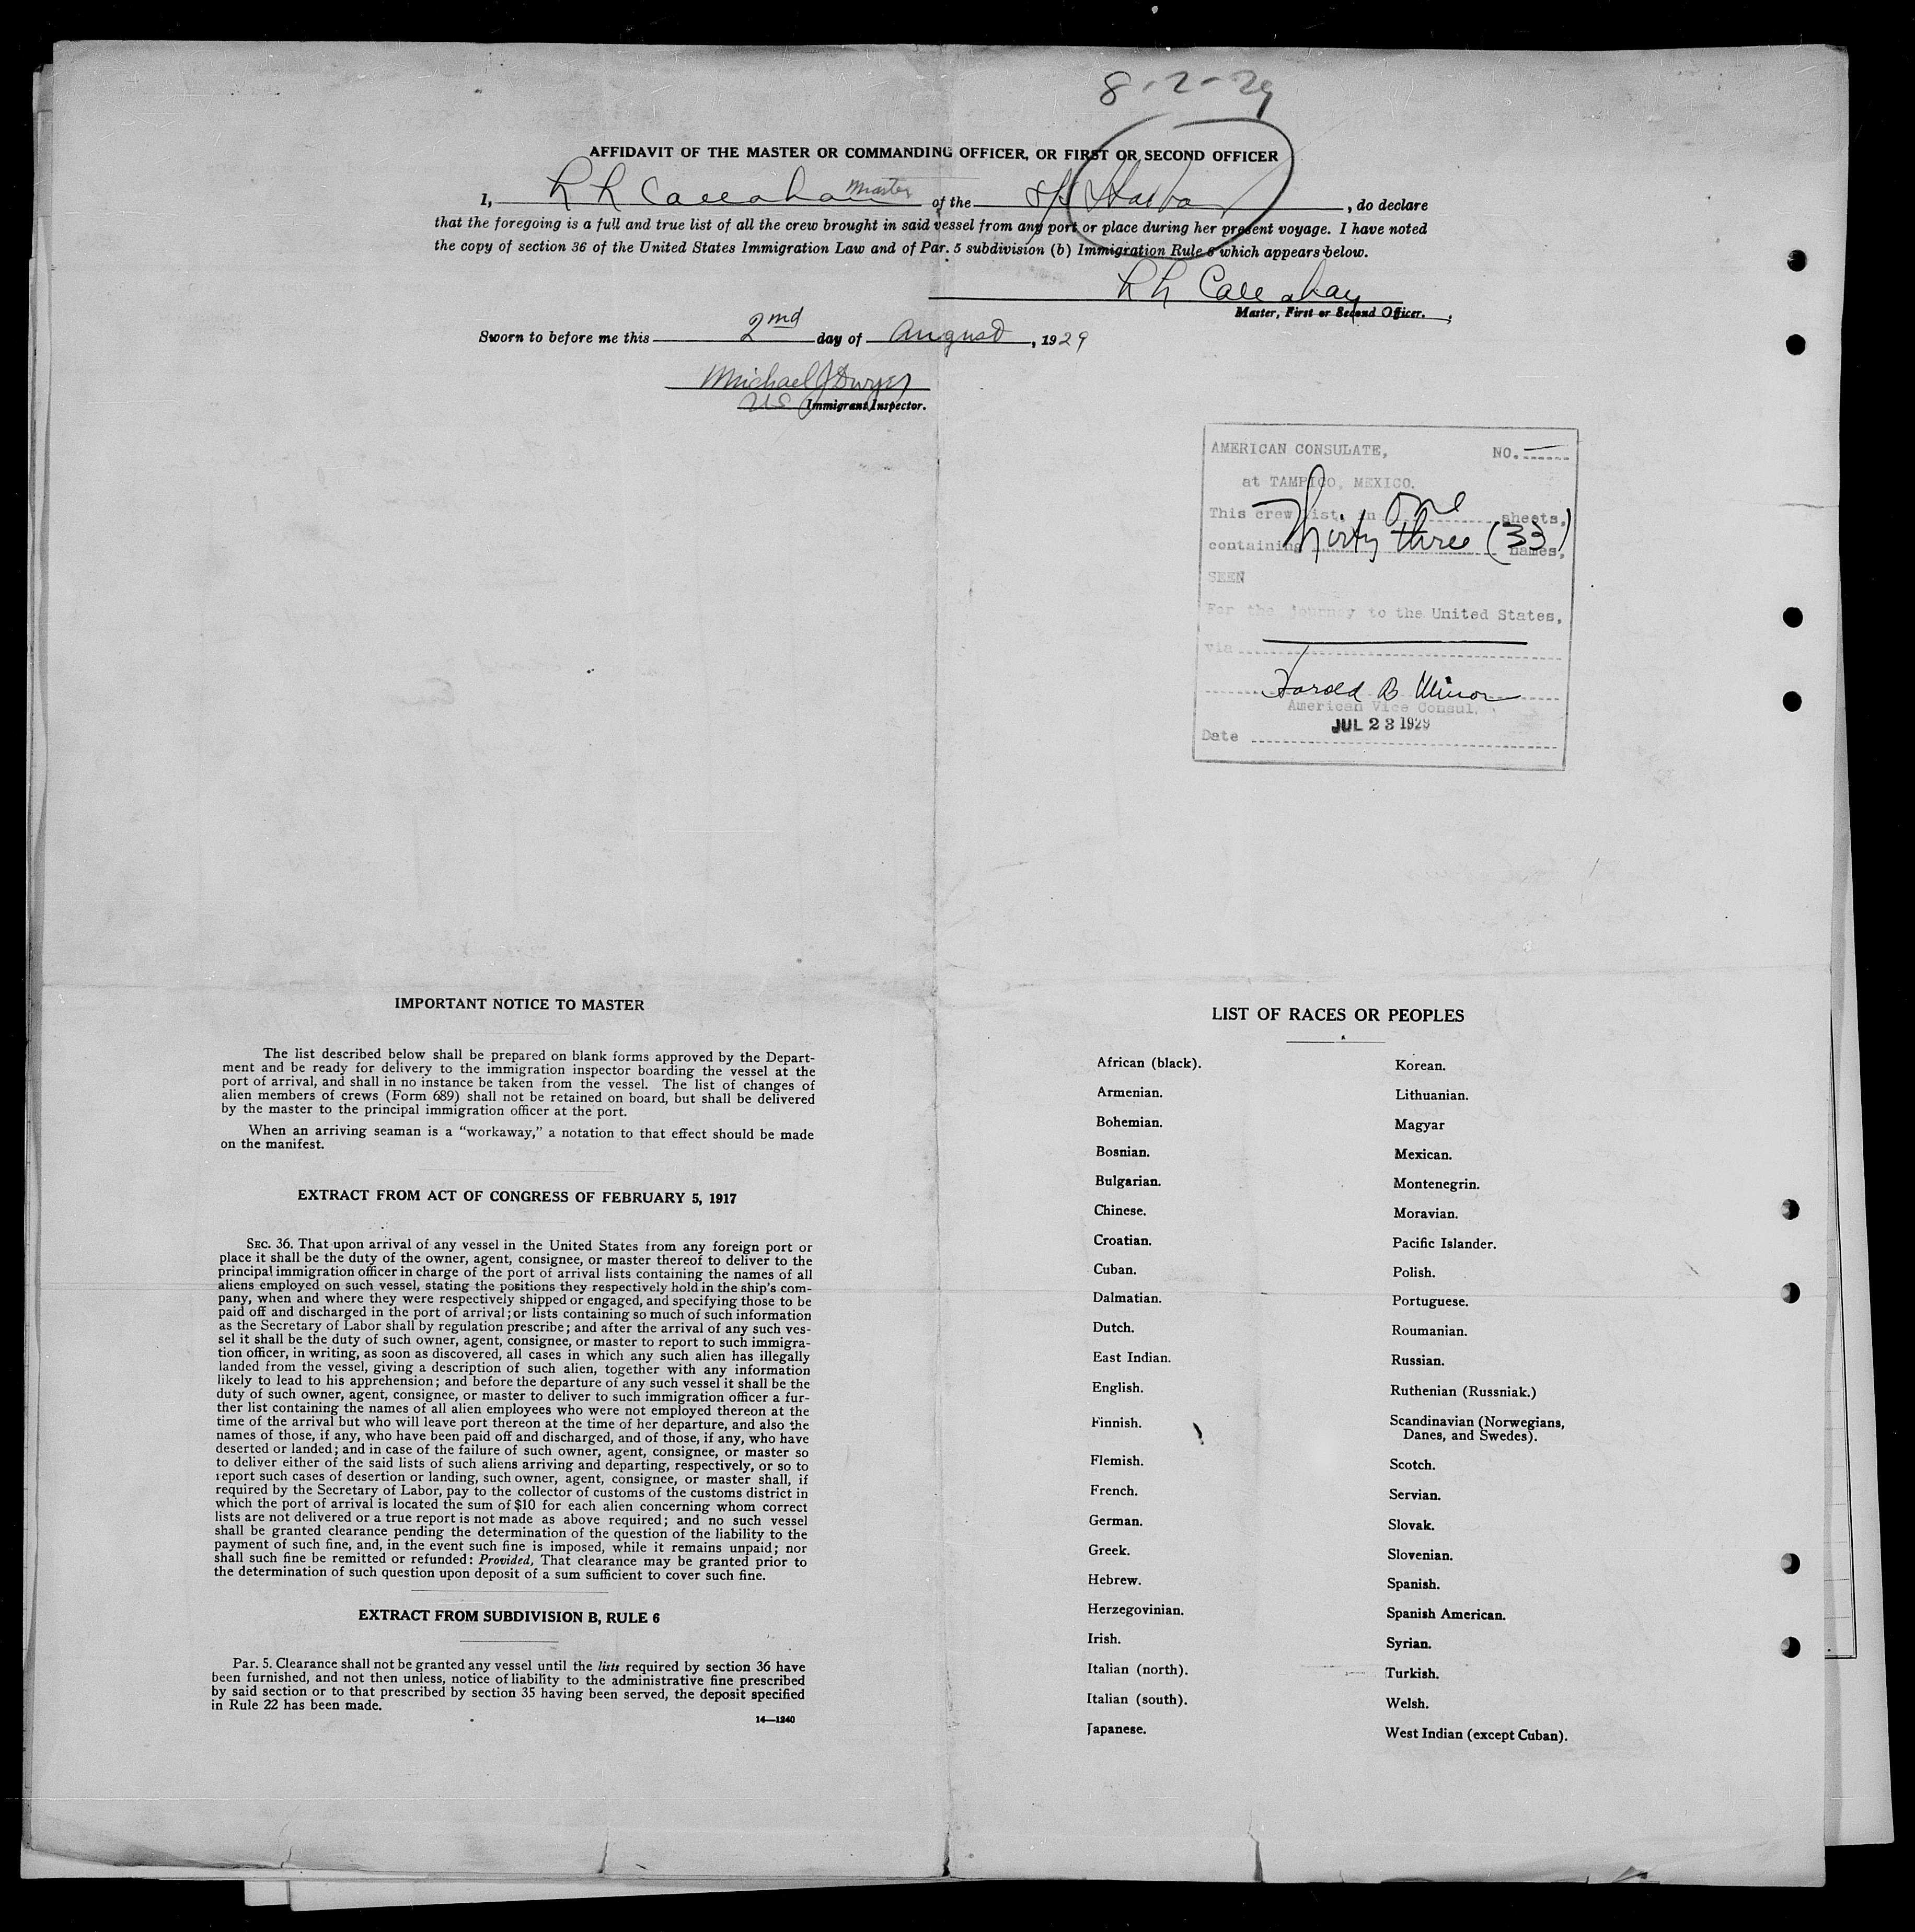 8-2-29
AFFIDAVIT OF THE MASTER OR COMMANDING OFFICER, OR FIRST OR SECOND OFFICER
I, Callahan Master of the S/S , do declare
that the foregoing is a full and true list of all the crew brought in said vessel from any port or place during her present voyage. I have noted
the copy of section 36 of the United States Immigration Law and of Par. 5 subdivision (b) Immigration Rule 6 which appears below.
Callahan
Master, First or Second Officer.
Sworn to before me this 2nd day of August, 1929
Michael J Dwyer
US Immigrant Inspector.
AMERICAN CONSULATE, NO. —
at TAMPICO, MEXICO.
This crew list, in one sheets,
containing Thirty three (33) names,
SEEN
For the journey to the United States,
via
Harold B Minor
American Vice Consul.
JUL 23 1929
Date
IMPORTANT NOTICE TO MASTER
The list described below shall be prepared on blank forms approved by the Depart-
ment and be ready for delivery to the immigration inspector boarding the vessel at the
port of arrival, and shall in no instance be taken from the vessel. The list of changes of
alien members of crews (Form 689) shall not be retained on board, but shall be delivered
by the master to the principal immigration officer at the port.
When an arriving seaman is a "workaway," a notation to that effect should be made
on the manifest.
EXTRACT FROM ACT OF CONGRESS OF FEBRUARY 5, 1917
SEC. 36. That upon arrival of any vessel in the United States from any foreign port or
place it shall be the duty of the owner, agent, consignee, or master thereof to deliver to the
principal immigration officer in charge of the port of arrival lists containing the names of all
aliens employed on such vessel, stating the positions they respectively hold in the ship's com-
pany, when and where they were respectively shipped or engaged, and specifying those to be
paid off and discharged in the port of arrival; or lists containing so much of such information
as the Secretary of Labor shall by regulation prescribe; and after the arrival of any such ves-
sel it shall be the duty of such owner, agent, consignee, or master to report to such immigra-
tion officer, in writing, as soon as discovered, all cases in which any such alien has illegally
landed from the vessel, giving a description of such alien, together with any information
likely to lead to his apprehension; and before the departure of any such vessel it shall be the
duty of such owner, agent, consignee, or master to deliver to such immigration officer a fur-
ther list containing the names of all alien employees who were not employed thereon at the
time of the arrival but who will leave port thereon at the time of her departure, and also the
names of those, if any, who have been paid off and discharged, and of those, if any, who have
deserted or landed; and in case of the failure of such owner, agent, consignee, or master so
to deliver either of the said lists of such aliens arriving and departing, respectively, or so to
report such cases of desertion or landing, such owner, agent, consignee, or master shall, if
required by the Secretary of Labor, pay to the collector of customs of the customs district in
which the port of arrival is located the sum of $10 for each alien concerning whom correct
lists are not delivered or a true report is not made as above required; and no such vessel
shall be granted clearance pending the determination of the question of the liability to the
payment of such fine, and, in the event such fine is imposed, while it remains unpaid; nor
shall such fine be remitted or refunded: Provided, That clearance may be granted prior to
the determination of such question upon deposit of a sum sufficient to cover such fine.
EXTRACT FROM SUBDIVISION B, RULE 6
Par. 5. Clearance shall not be granted any vessel until the lists required by section 36 have
been furnished, and not then unless, notice of liability to the administrative fine prescribed
by said section or to that prescribed by section 35 having been served, the deposit specified
in Rule 22 has been made.
14—1240
LIST OF RACES OR PEOPLES
African (black).
Armenian.
Bohemian.
Bosnian.
Bulgarian.
Chinese.
Croatian.
Cuban.
Dalmatian.
Dutch.
East Indian.
English.
Finnish.
Flemish.
French.
German.
Greek.
Hebrew.
Herzegovinian.
Irish.
Italian (north).
Italian (south).
Japanese.
Korean.
Lithuanian.
Magyar
Mexican.
Montenegrin.
Moravian.
Pacific Islander.
Polish.
Portuguese.
Roumanian.
Russian.
Ruthenian (Russniak.)
Scandinavian (Norwegians,
Danes, and Swedes).
Scotch.
Servian.
Slovak.
Slovenian.
Spanish.
Spanish American.
Syrian.
Turkish.
Welsh.
West Indian (except Cuban).